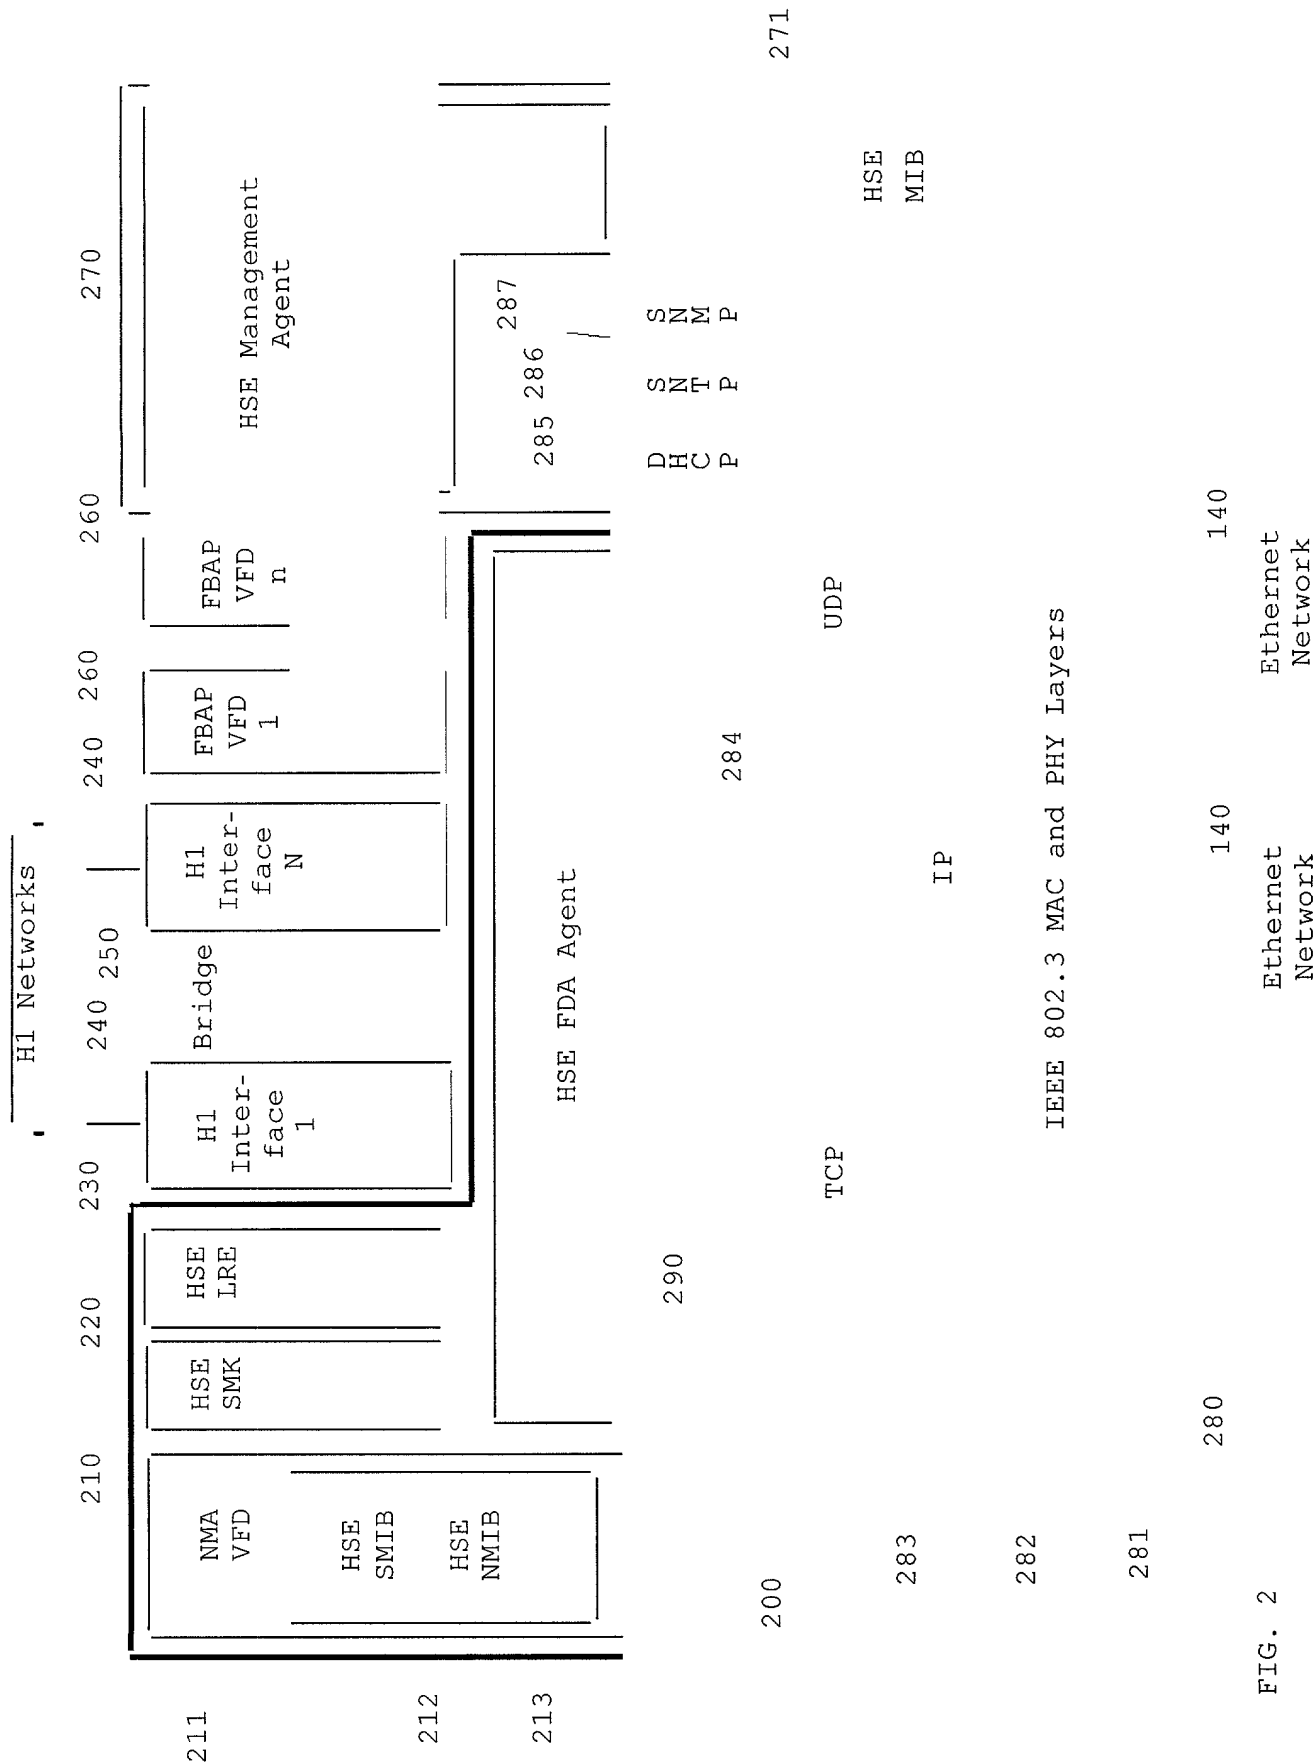 H1 Networks
210
220
230
240
250
240
260
260
270
271
211
212
213
NMA
VFD
HSE
SMIB
HSE
NMIB
HSE
SMK
HSE
LRE
H1
Inter-
face
1
Bridge
H1
Inter-
face
N
FBAP
VFD
1
FBAP
VFD
n
HSE Management
Agent
285
286
287
HSE FDA Agent
DHCP
SNTP
SNMP
290
284
200
TCP
UDP
HSE
MIB
283
IP
282
IEEE 802.3 MAC and PHY Layers
281
280
140
140
Ethernet
Network
Ethernet
Network
FIG. 2